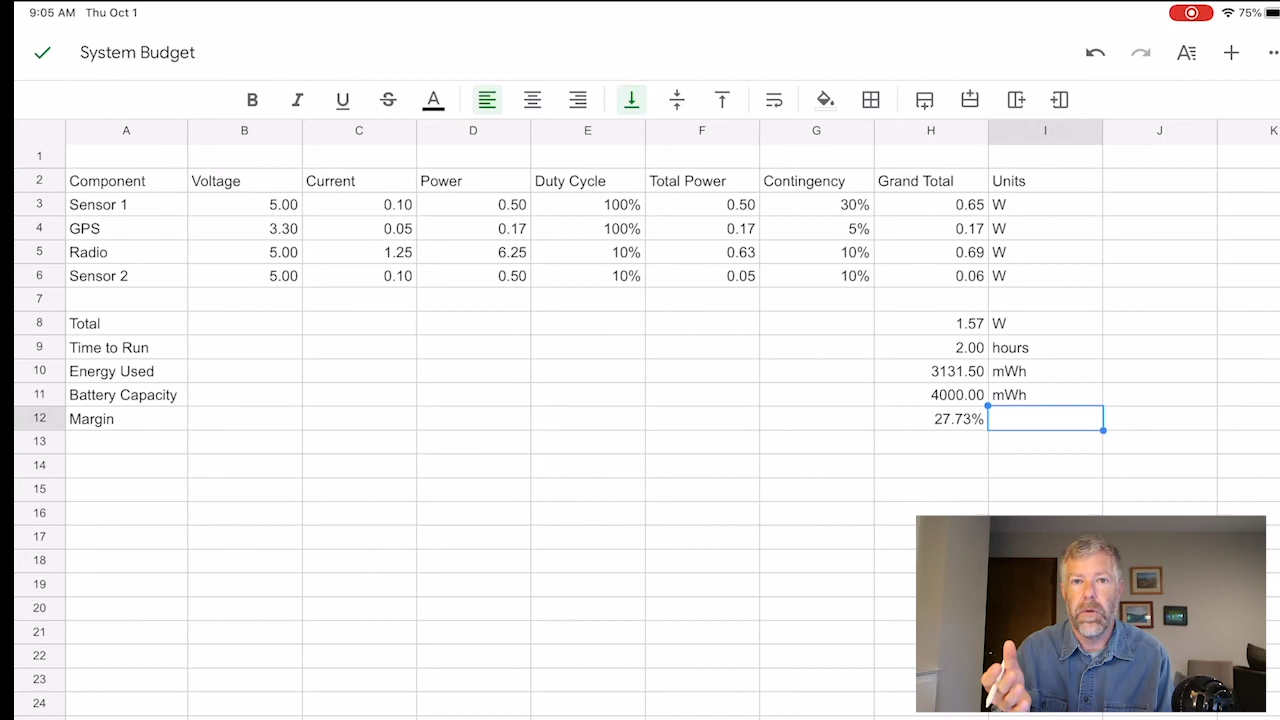 9:05 AM Thu Oct 1 75%
System Budget
B I U S A
A B C D E F G H I J K
1
2 Component Voltage Current Power Duty Cycle Total Power Contingency Grand Total Units
3 Sensor 1 5.00 0.10 0.50 100% 0.50 30% 0.65 W
4 GPS 3.30 0.05 0.17 100% 0.17 5% 0.17 W
5 Radio 5.00 1.25 6.25 10% 0.63 10% 0.69 W
6 Sensor 2 5.00 0.10 0.50 10% 0.05 10% 0.06 W
7
8 Total 1.57 W
9 Time to Run 2.00 hours
10 Energy Used 3131.50 mWh
11 Battery Capacity 4000.00 mWh
12 Margin 27.73%
13
14
15
16
17
18
19
20
21
22
23
24